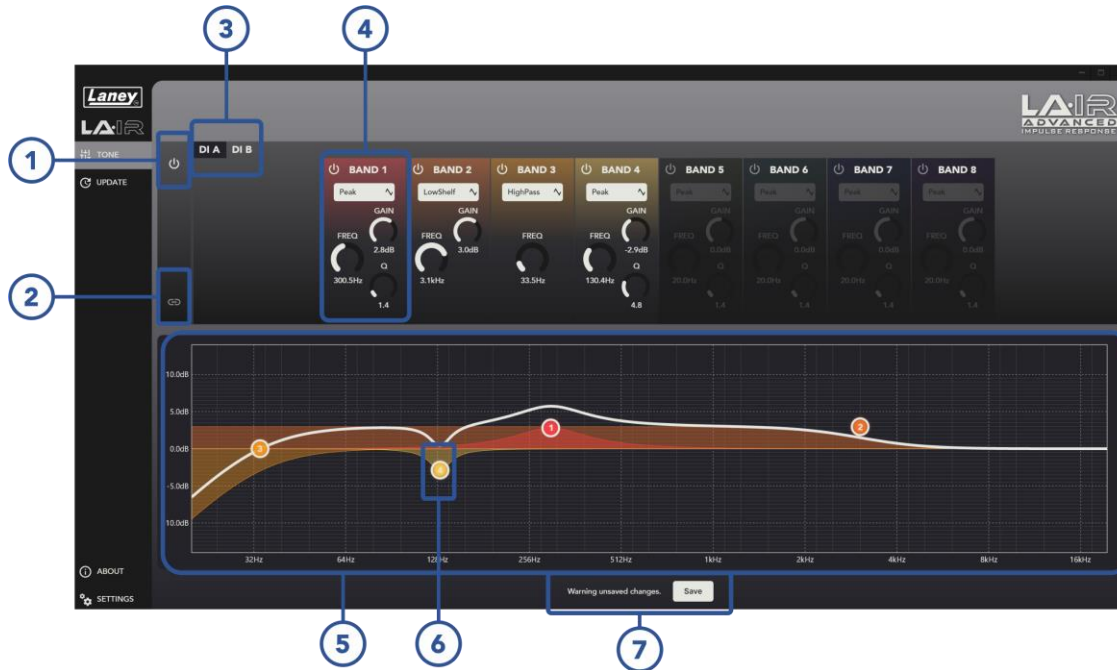 3
4
Laney
LA·IR
LA·IR
ADVANCED
IMPULSE RESPONSE
1
TONE
DI A DI B
UPDATE
BAND 1 BAND 2 BAND 3 BAND 4 BAND 5 BAND 6 BAND 7 BAND 8
Peak LowShelf HighPass Peak Peak Peak Peak Peak
GAIN GAIN GAIN GAIN GAIN GAIN GAIN
FREQ FREQ FREQ FREQ FREQ FREQ FREQ FREQ
2.8dB 3.0dB -2.9dB 0.0dB 0.0dB 0.0dB 0.0dB
Q Q Q Q Q Q
300.5Hz 3.1kHz 33.5Hz 130.4Hz 20.0Hz 20.0Hz 20.0Hz 20.0Hz
1.4 4.8 1.4 1.4 1.4 1.4
2
10.0dB
5.0dB
1
2
0.0dB
3
4
-5.0dB
10.0dB
32Hz 64Hz 128Hz 256Hz 512Hz 1kHz 2kHz 4kHz 8kHz 16kHz
ABOUT
Warning unsaved changes. Save
SETTINGS
5
6
7